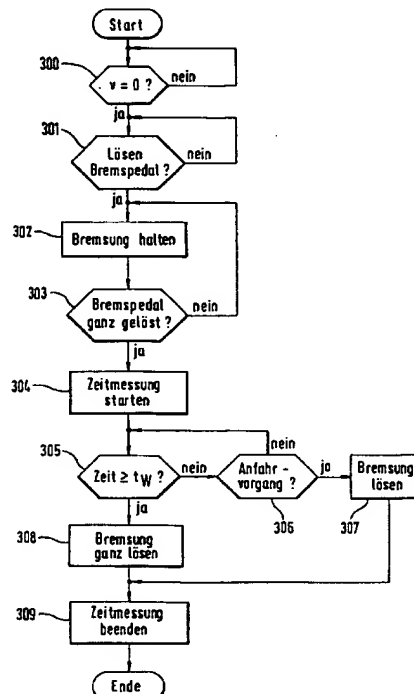 Start
300
v = 0 ?
nein
ja
301
Lösen
Bremspedal ?
nein
ja
302
Bremsung halten
303
Bremspedal
ganz gelöst ?
nein
ja
304
Zeitmessung
starten
nein
305
Zeit ≥ tW ?
nein
Anfahr -
vorgang ?
ja
Bremsung
lösen
306
307
ja
308
Bremsung
ganz lösen
309
Zeitmessung
beenden
Ende